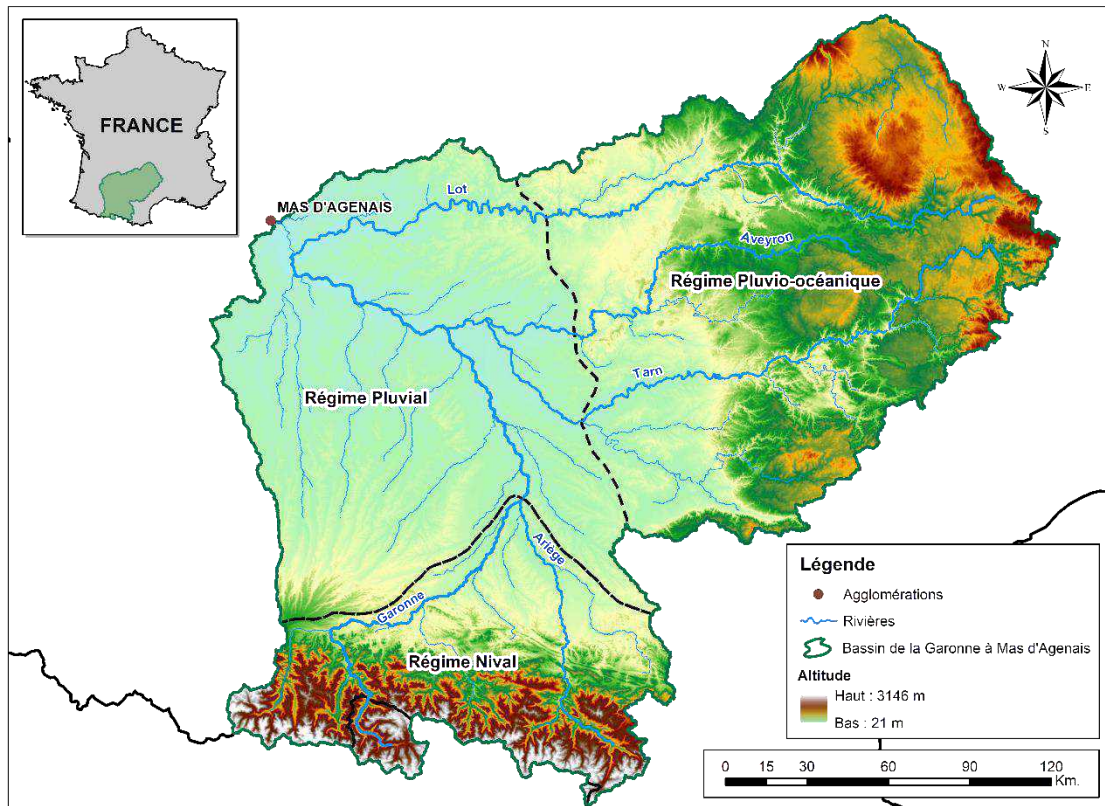 FRANCE
N
W
E
S
MAS D'AGENAIS
Lot
Aveyron
Régime Pluvio-océanique
Tarn
Régime Pluvial
Ariège
Garonne
Régime Nival
Légende
Agglomérations
Rivières
Bassin de la Garonne à Mas d'Agenais
Altitude
Haut : 3146 m
Bas : 21 m
0 15 30 60 90 120
Km.